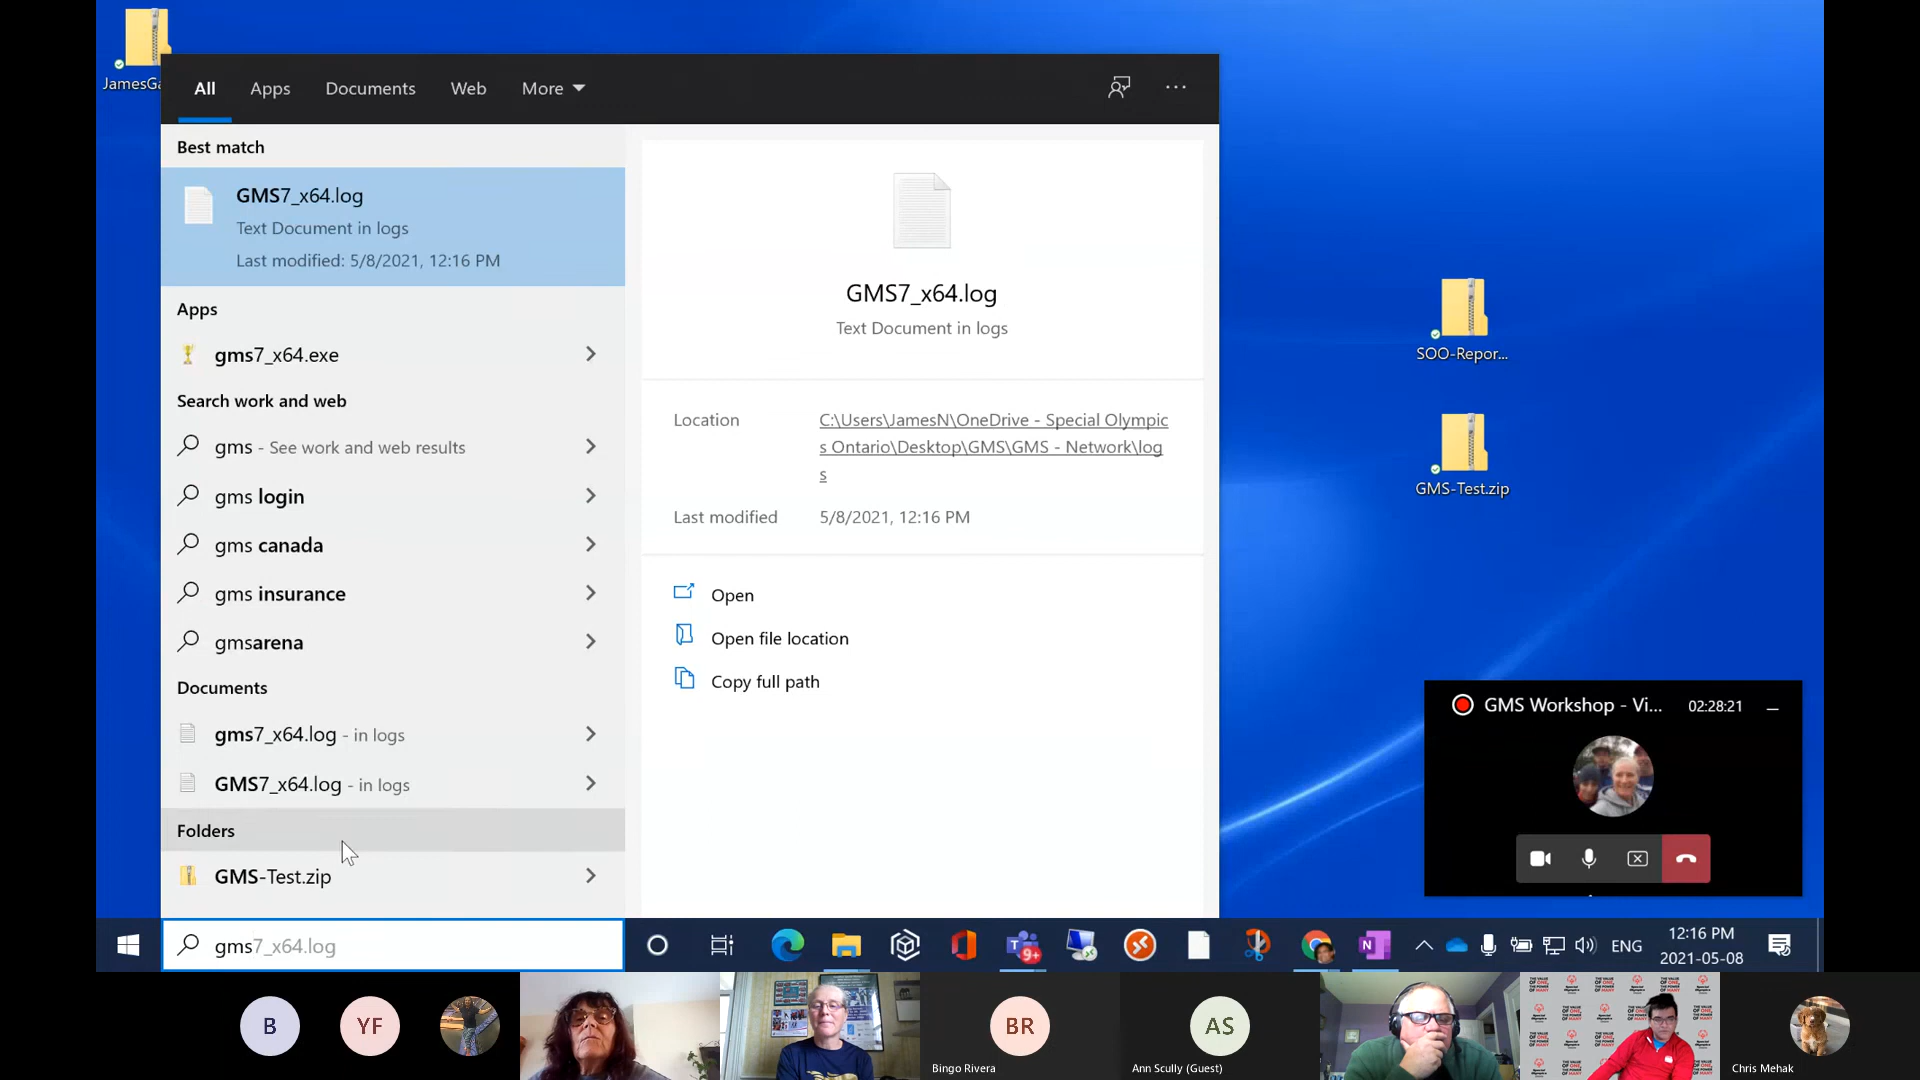 JamesGa
All
Apps
Documents
Web
More
Best match
GMS7_x64.log
Text Document in logs
Last modified: 5/8/2021, 12:16 PM
Apps
gms7_x64.exe
Search work and web
gms - See work and web results
gms login
gms canada
gms insurance
gmsarena
Documents
gms7_x64.log - in logs
GMS7_x64.log - in logs
Folders
GMS-Test.zip
gms7_x64.log
GMS7_x64.log
Text Document in logs
Location
C:\Users\JamesN\OneDrive - Special Olympic
s Ontario\Desktop\GMS\GMS - Network\log
s
Last modified
5/8/2021, 12:16 PM
Open
Open file location
Copy full path
SOO-Repor...
GMS-Test.zip
GMS Workshop - Vi...
02:28:21
9+
ENG
12:16 PM
2021-05-08
B
YF
BR
Bingo Rivera
AS
Ann Scully (Guest)
Chris Mehak